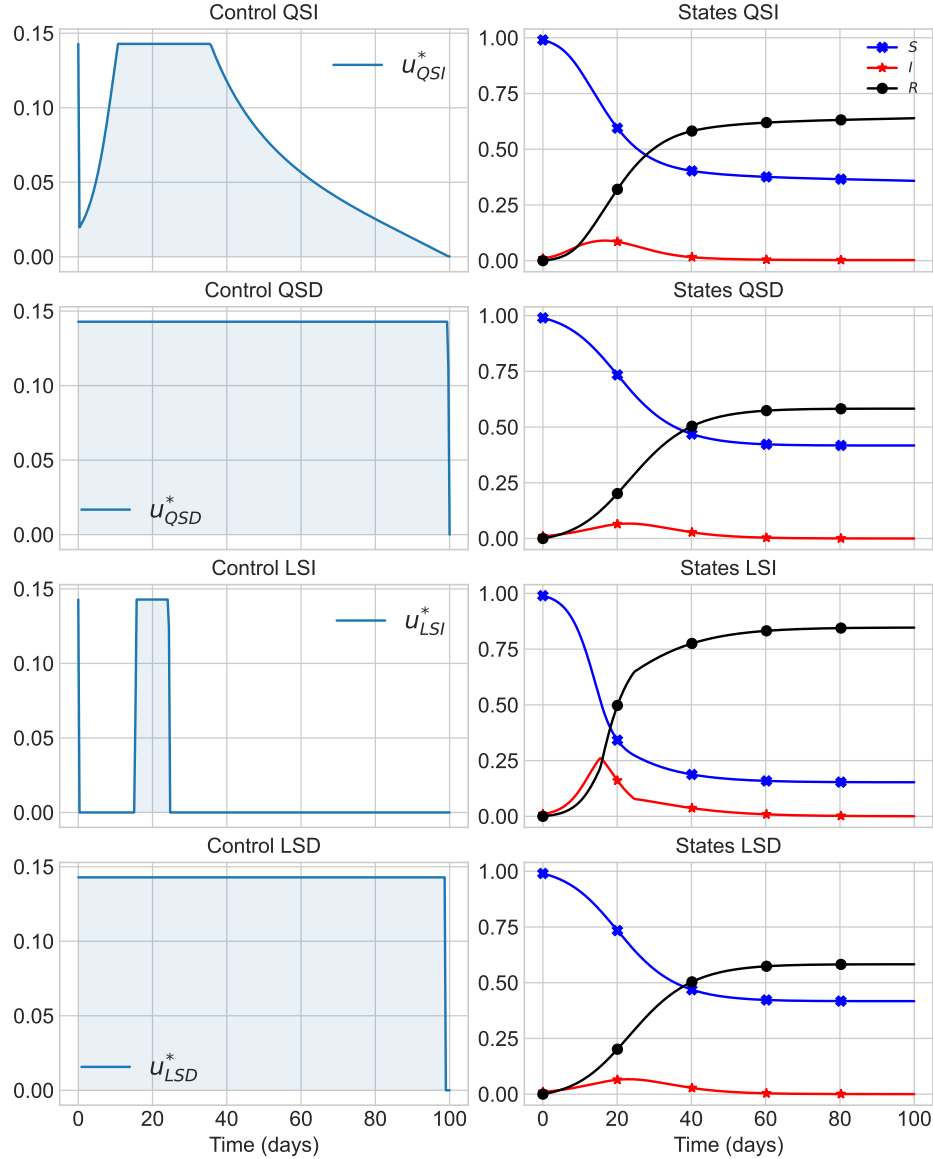 Control QSI
States QSI
0.15
0.10
0.05
0.00
u*QSI
1.00
0.75
0.50
0.25
0.00
S
I
R
Control QSD
States QSD
0.15
0.10
0.05
0.00
u*QSD
1.00
0.75
0.50
0.25
0.00
Control LSI
States LSI
0.15
0.10
0.05
0.00
u*LSI
1.00
0.75
0.50
0.25
0.00
Control LSD
States LSD
0.15
0.10
0.05
0.00
u*LSD
1.00
0.75
0.50
0.25
0.00
0 20 40 60 80 100
0 20 40 60 80 100
Time (days)
Time (days)